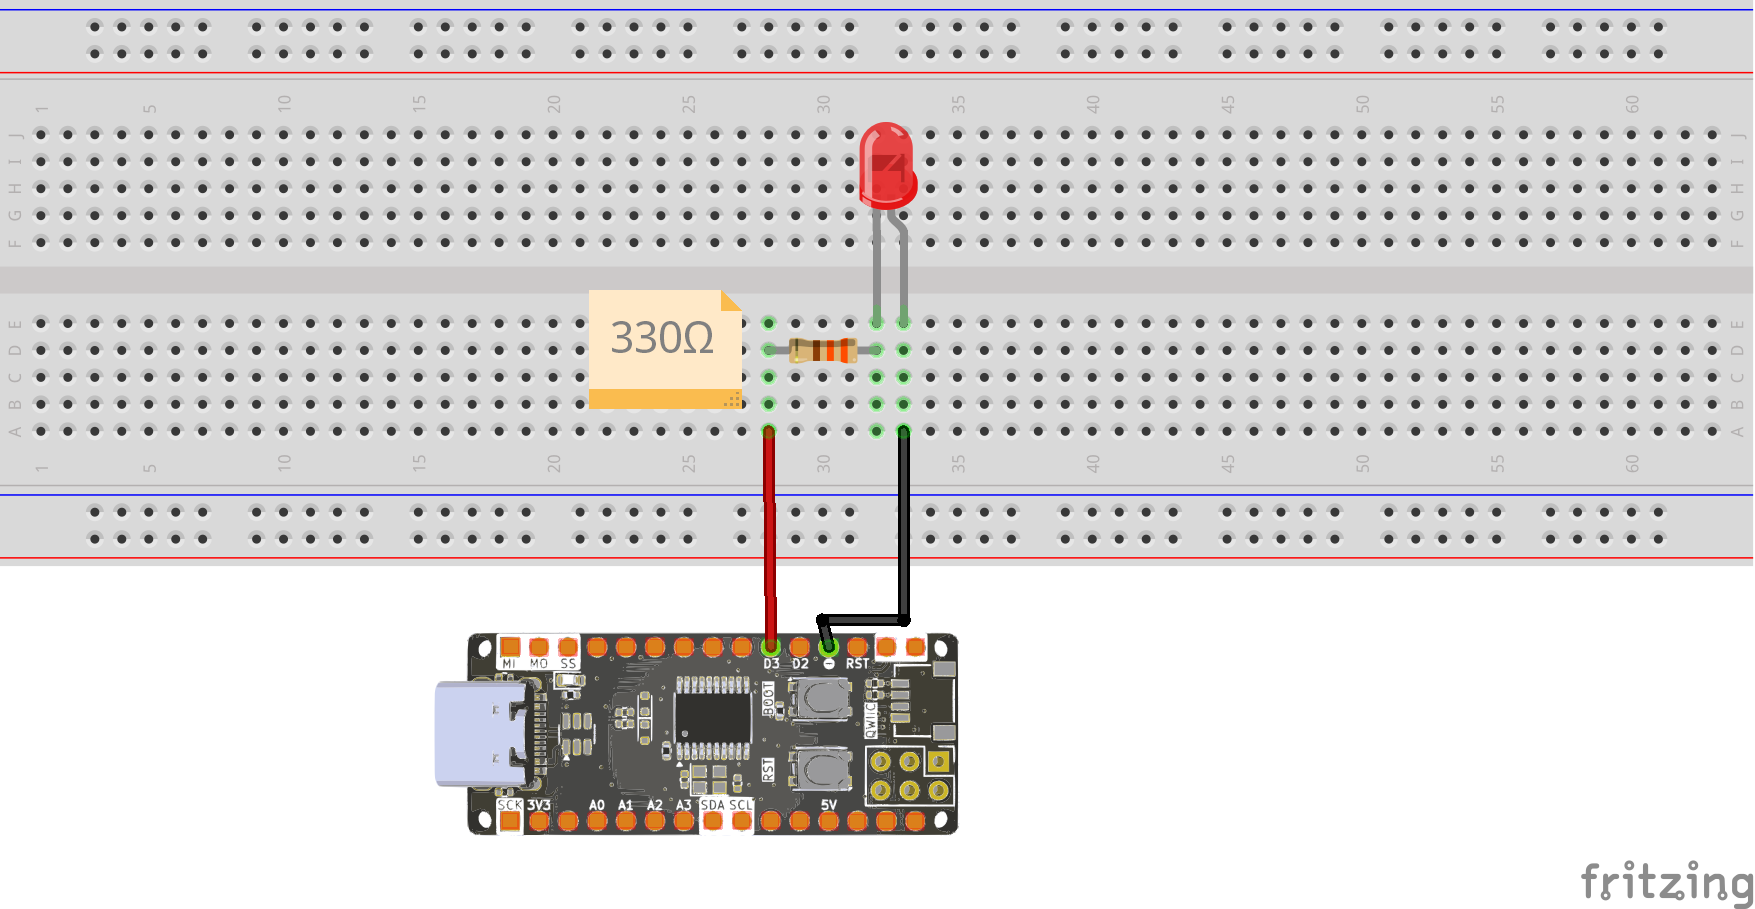 1 5 10 15 20 25 30 35 40 45 50 55 60
J J
I I
H H
G G
F F
330Ω
E E
D D
C C
B B
A A
1 5 10 15 20 25 30 35 40 45 50 55 60
MI MO SS D3 D2 RST
BOOT
QWIIC
RST
SCK 3V3 A0 A1 A2 A3 SDA SCL 5V
fritzing